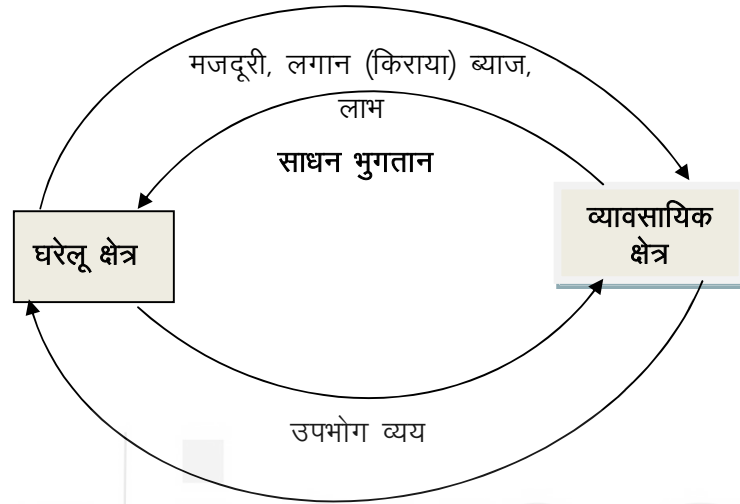 मजदूरी, लगान (किराया) ब्याज,
लाभ
साधन भुगतान
घरेलू क्षेत्र
व्यावसायिक
क्षेत्र
उपभोग व्यय